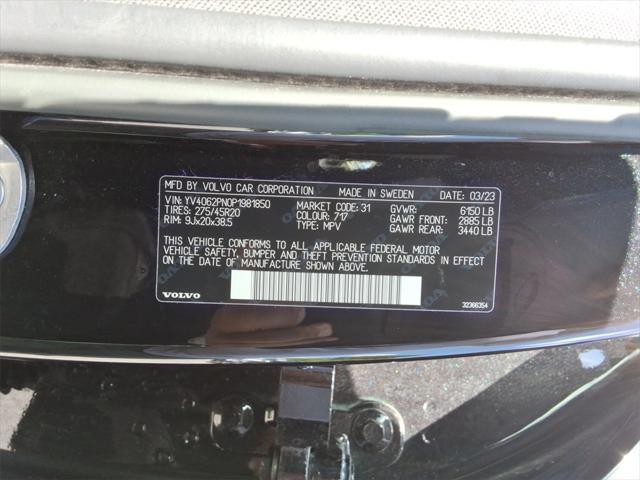 MFD BY VOLVO CAR CORPORATION MADE IN SWEDEN DATE: 03/23
VIN: YV4062PN0P1981850 MARKET CODE: 31 GVWR: 6150 LB
TIRES: 275/45R20 COLOUR: 717 GAWR FRONT: 2885 LB
RIM: 9Jx20x38.5 TYPE: MPV GAWR REAR: 3440 LB
THIS VEHICLE CONFORMS TO ALL APPLICABLE FEDERAL MOTOR
VEHICLE SAFETY, BUMPER AND THEFT PREVENTION STANDARDS
IN EFFECT ON THE DATE OF MANUFACTURE SHOWN ABOVE.
VOLVO 32366354